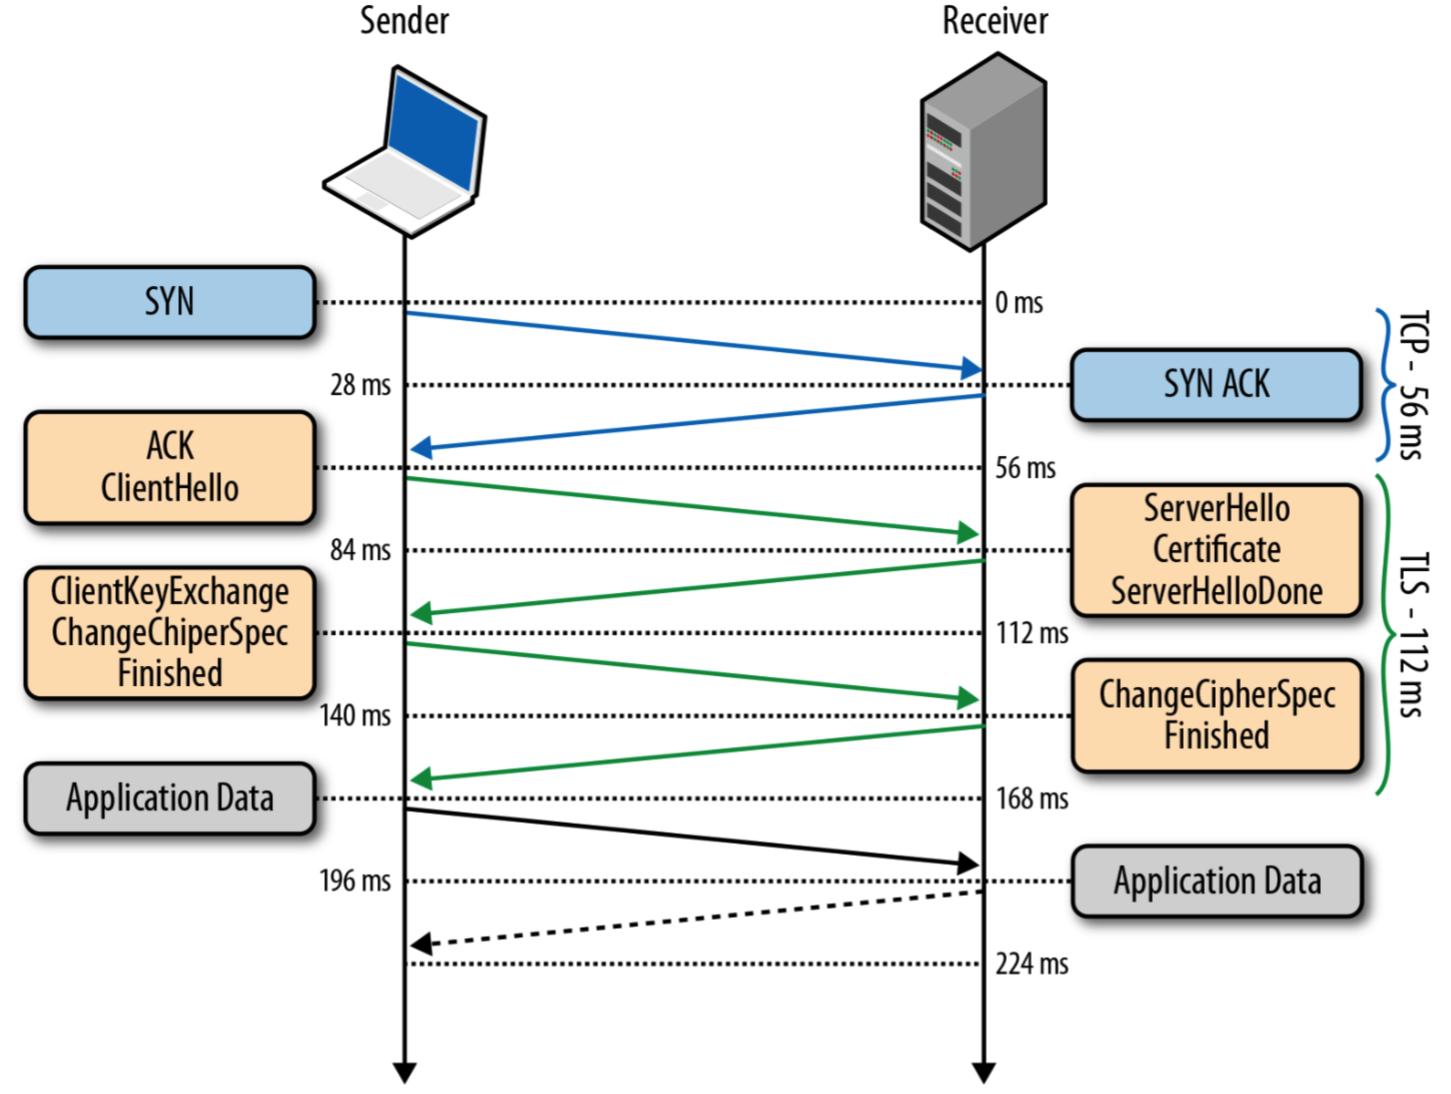 Sender
Receiver
SYN
0 ms
28 ms
SYN ACK
TCP - 56 ms
ACK
ClientHello
56 ms
84 ms
ServerHello
Certificate
ServerHelloDone
TLS - 112 ms
ClientKeyExchange
ChangeChiperSpec
Finished
112 ms
140 ms
ChangeCipherSpec
Finished
Application Data
168 ms
196 ms
Application Data
224 ms